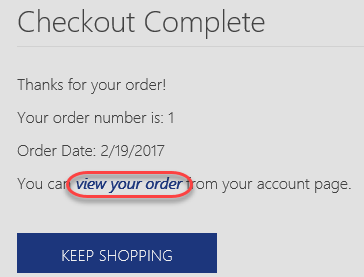 Checkout Complete
Thanks for your order!
Your order number is: 1
Order Date: 2/19/2017
You can view your order from your account page.
KEEP SHOPPING